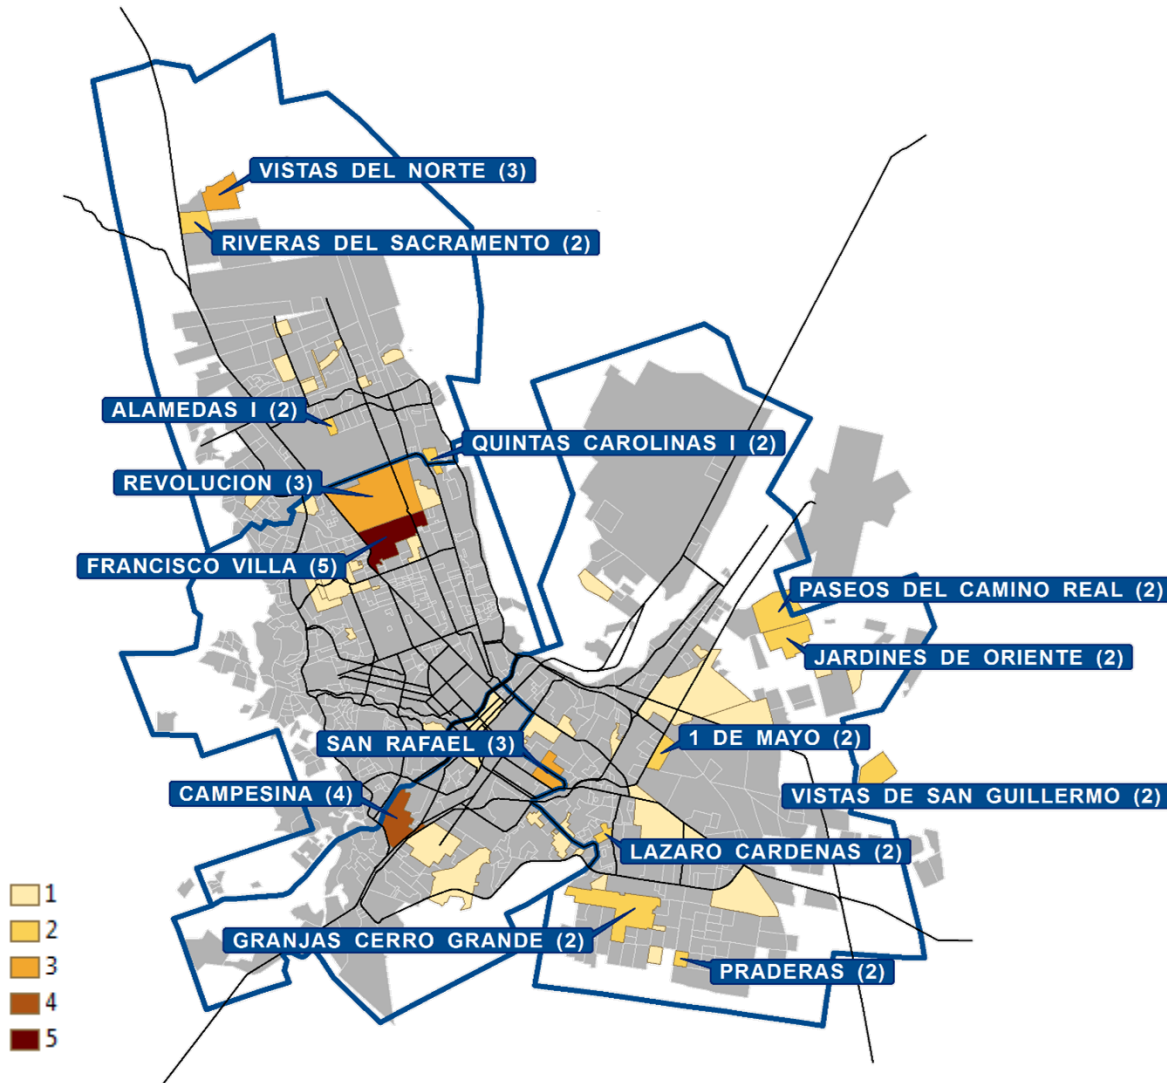 VISTAS DEL NORTE (3)
RIVERAS DEL SACRAMENTO (2)
ALAMEDAS I (2)
QUINTAS CAROLINAS I (2)
REVOLUCION (3)
FRANCISCO VILLA (5)
PASEOS DEL CAMINO REAL (2)
JARDINES DE ORIENTE (2)
SAN RAFAEL (3)
1 DE MAYO (2)
CAMPESINA (4)
VISTAS DE SAN GUILLERMO (2)
LAZARO CARDENAS (2)
GRANJAS CERRO GRANDE (2)
PRADERAS (2)
1
2
3
4
5